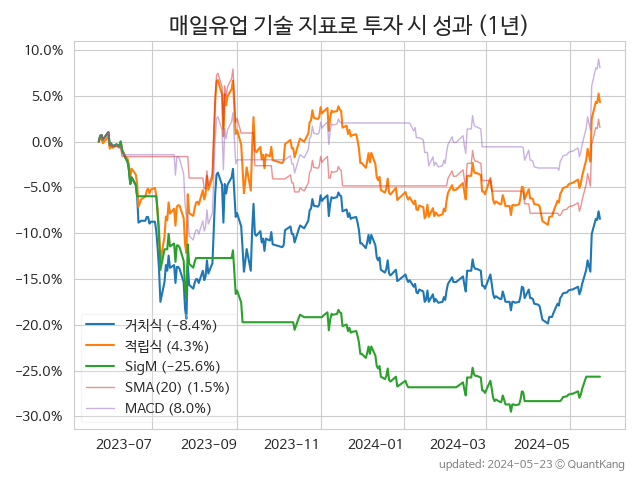 매일유업 기술 지표로 투자 시 성과 (1년)
10.0%
5.0%
0.0%
−5.0%
−10.0%
−15.0%
−20.0%
−25.0%
−30.0%
거치식 (−8.4%)
적립식 (4.3%)
SigM (−25.6%)
SMA(20) (1.5%)
MACD (8.0%)
2023−07
2023−09
2023−11
2024−01
2024−03
2024−05
updated: 2024-05-23 ⓒ QuantKang